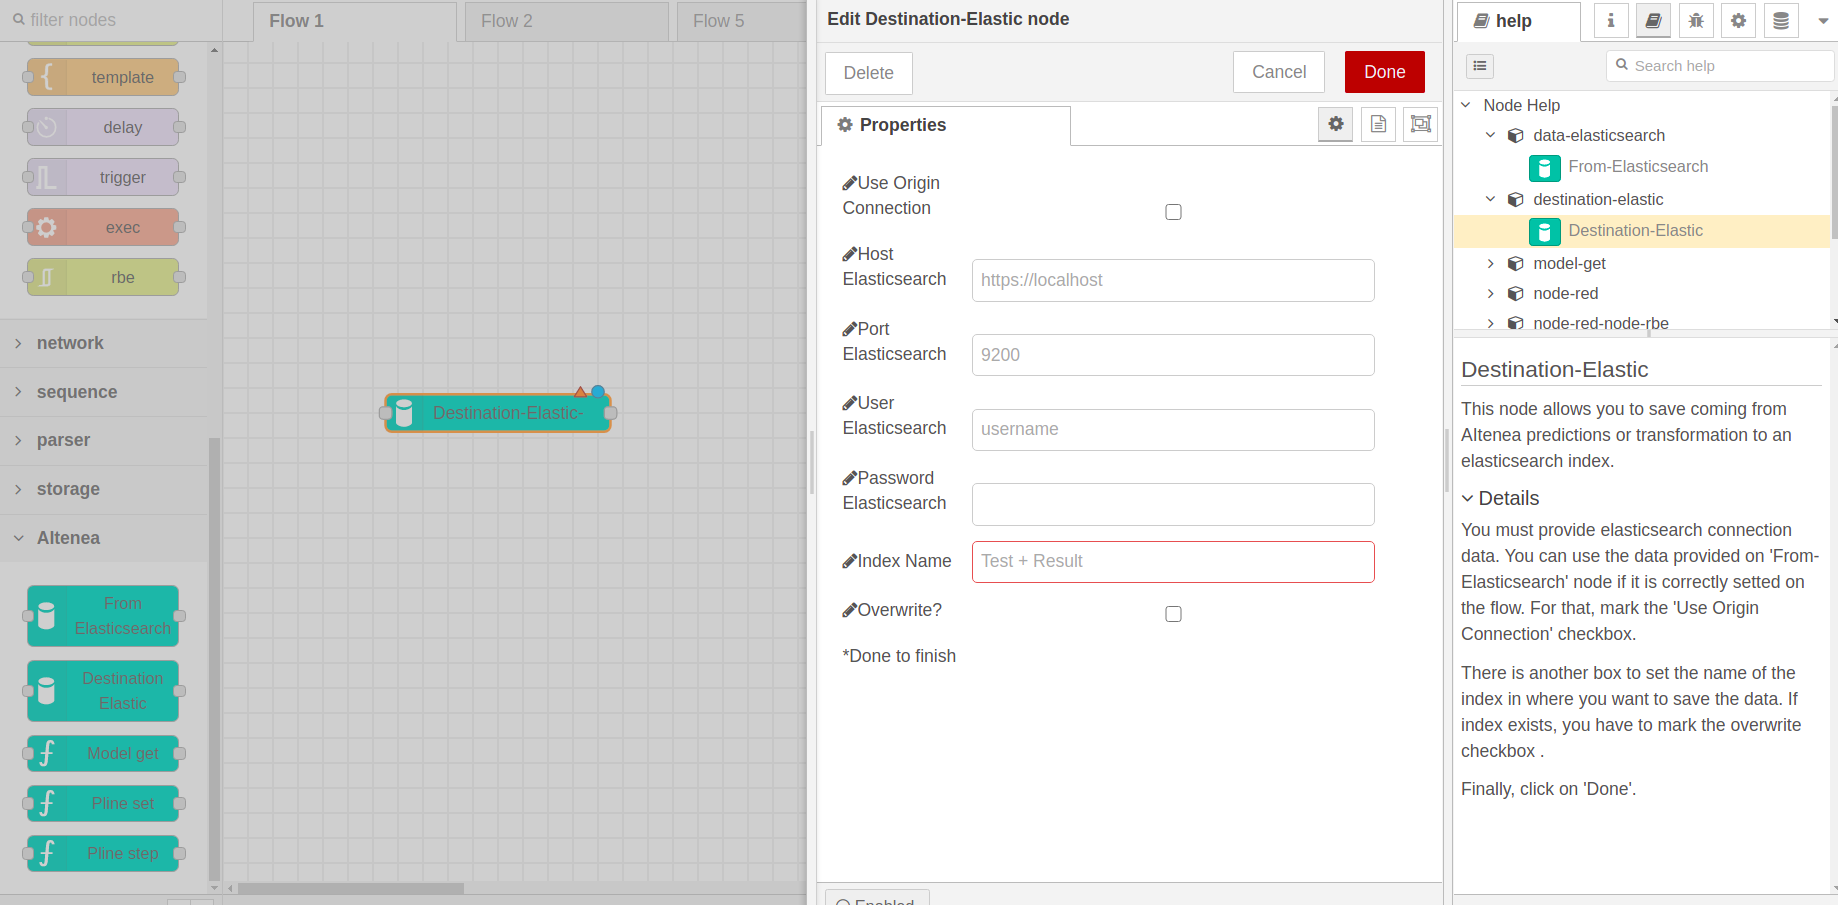 filter nodes
template
delay
trigger
exec
rbe
network
sequence
parser
storage
Altenea
From
Elasticsearch
Destination
Elastic
Model get
Pline set
Pline step
Flow 1
Flow 2
Flow 5
Destination-Elastic-
Edit Destination-Elastic node
Delete
Cancel
Done
Properties
Use Origin
Connection
Host
Elasticsearch
https://localhost
Port
Elasticsearch
9200
User
Elasticsearch
username
Password
Elasticsearch
Index Name
Test + Result
Overwrite?
*Done to finish
Enabled
help
Search help
Node Help
data-elasticsearch
From-Elasticsearch
destination-elastic
Destination-Elastic
model-get
node-red
node-red-node-rbe
Destination-Elastic
This node allows you to save coming from
Altenea predictions or transformation to an
elasticsearch index.
Details
You must provide elasticsearch connection
data. You can use the data provided on 'From-
Elasticsearch' node if it is correctly setted on
the flow. For that, mark the 'Use Origin
Connection' checkbox.
There is another box to set the name of the
index in where you want to save the data. If
index exists, you have to mark the overwrite
checkbox .
Finally, click on 'Done'.